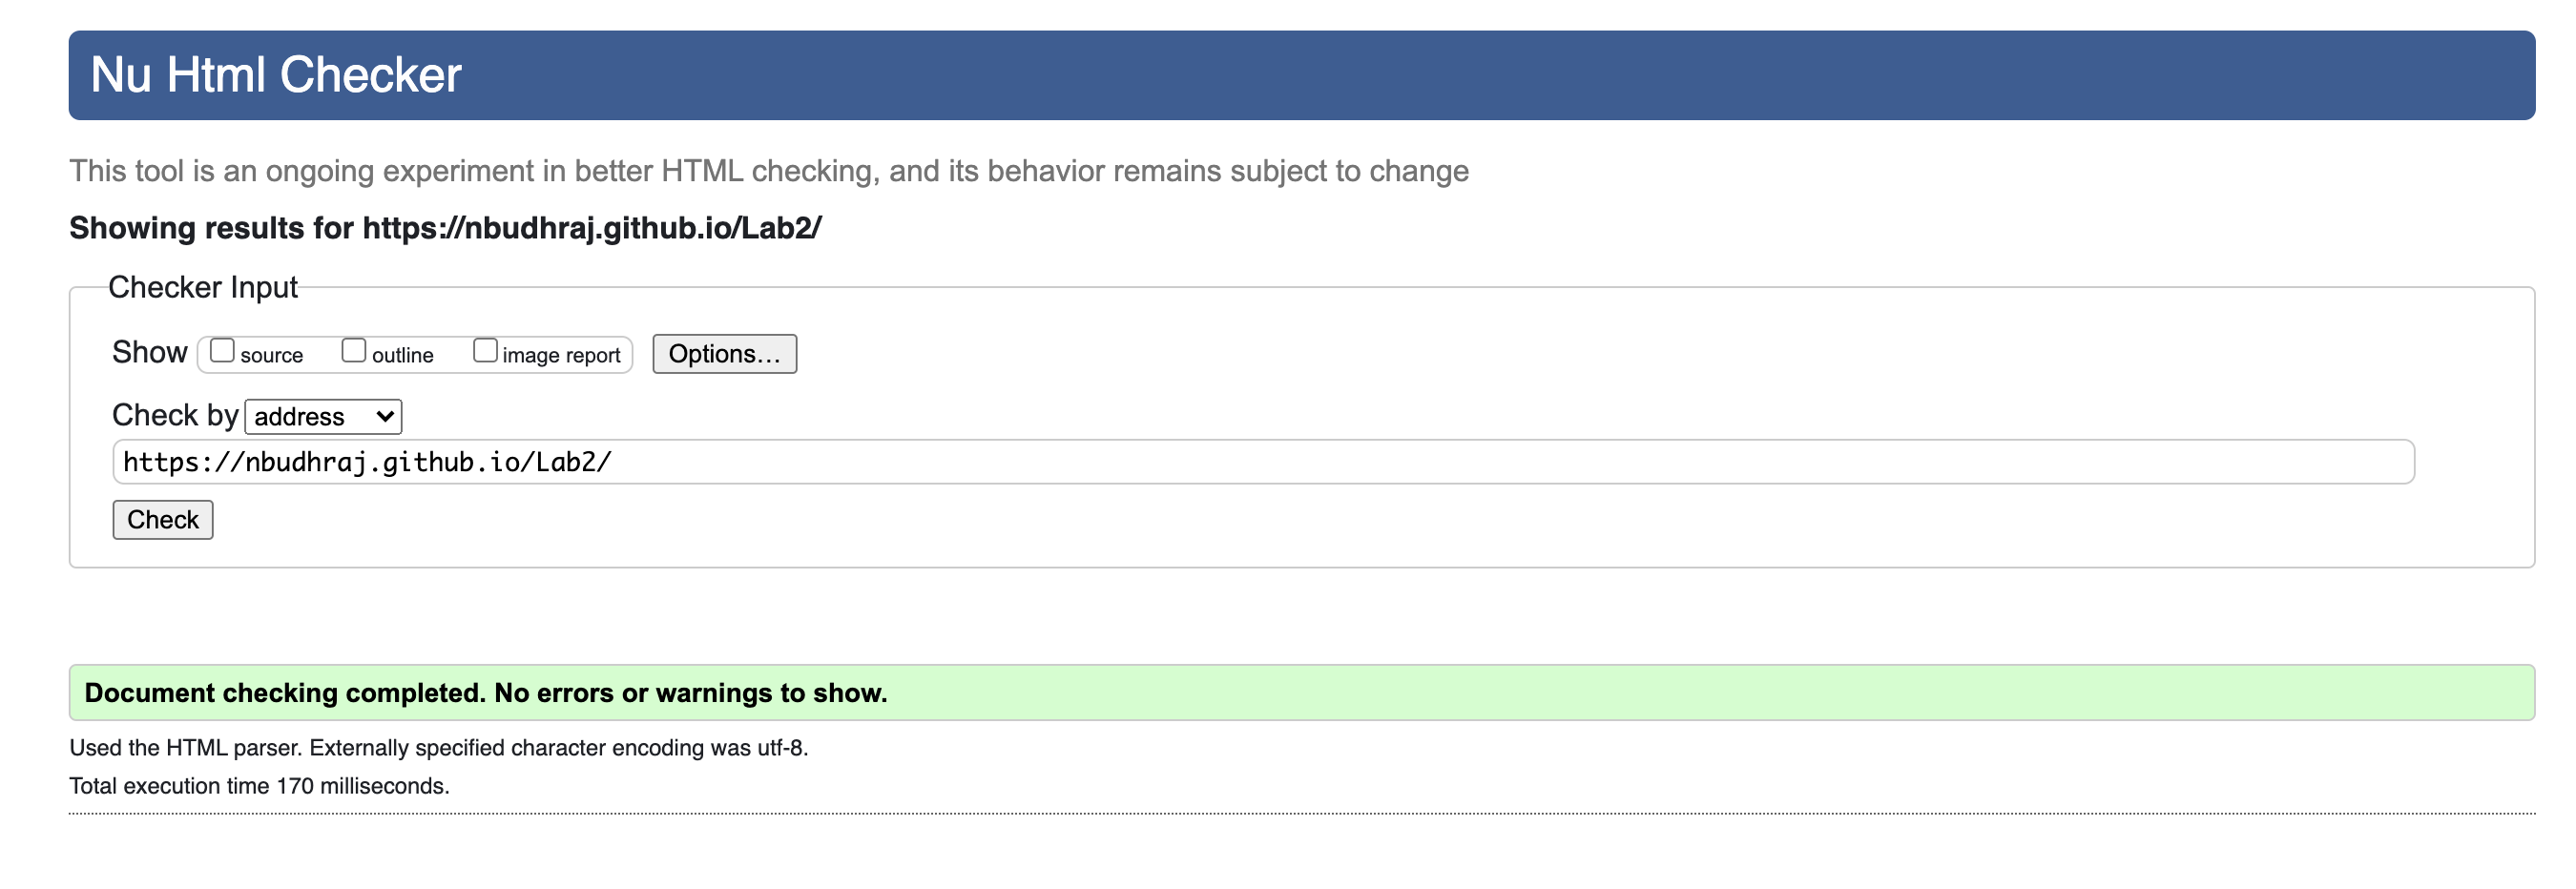 Nu Html Checker
This tool is an ongoing experiment in better HTML checking, and its behavior remains subject to change
Showing results for https://nbudhraj.github.io/Lab2/
Checker Input
Show source outline image report Options…
Check by address
https://nbudhraj.github.io/Lab2/
Check
Document checking completed. No errors or warnings to show.
Used the HTML parser. Externally specified character encoding was utf-8.
Total execution time 170 milliseconds.